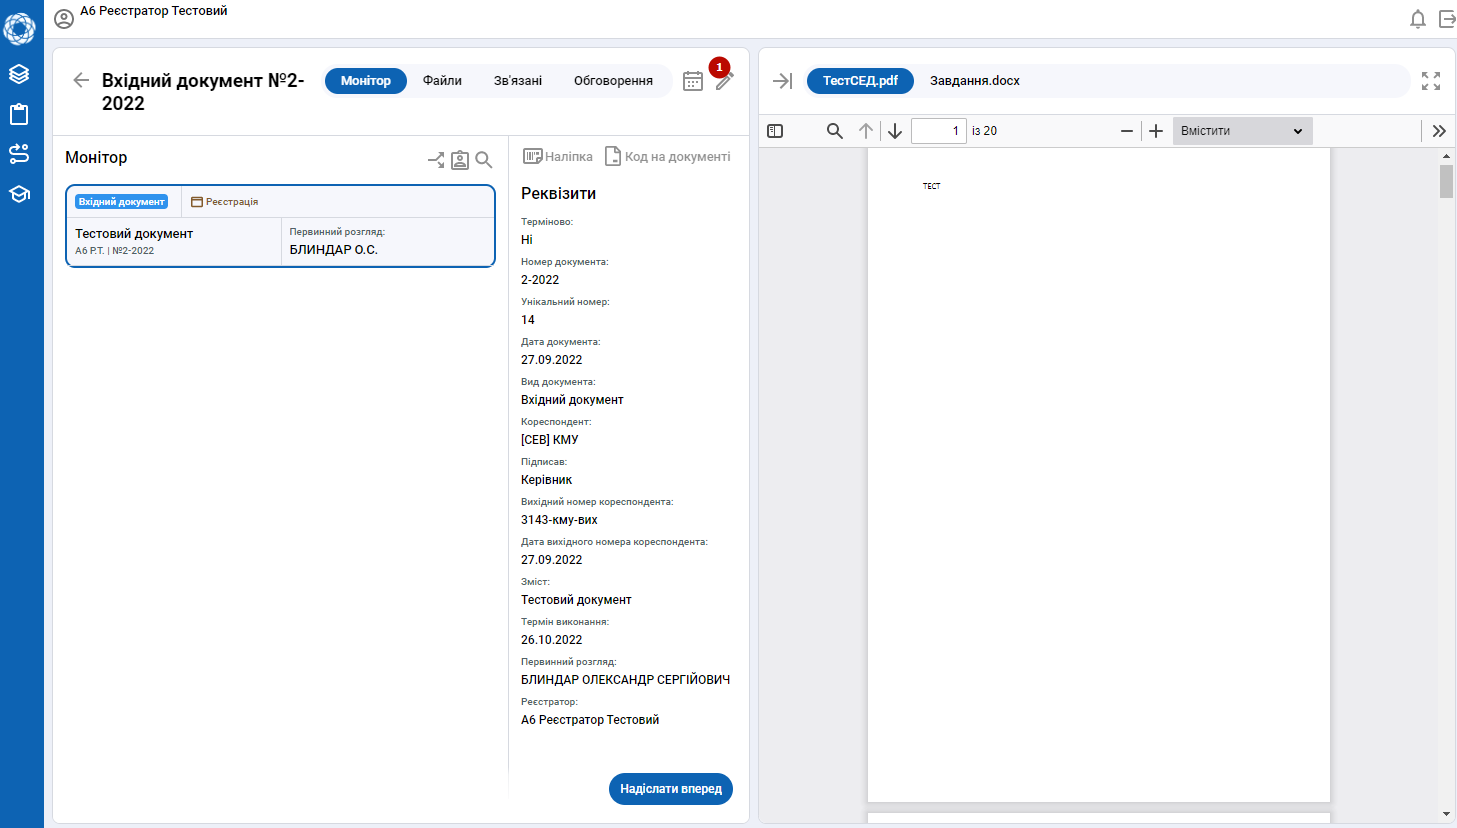 А6 Реєстратор Тестовий
Вхідний документ №2-
2022
Монітор
Файли
Зв'язані
Обговорення
1
Монітор
Вхідний документ
Реєстрація
Тестовий документ
А6 Р.Т. | №2-2022
Первинний розгляд:
БЛИНДАР О.С.
Наліпка
Код на документі
Реквізити
Терміново:
Ні
Номер документа:
2-2022
Унікальний номер:
14
Дата документа:
27.09.2022
Вид документа:
Вхідний документ
Кореспондент:
[СЕВ] КМУ
Підписав:
Керівник
Вихідний номер кореспондента:
3143-кму-вих
Дата вихідного номера кореспондента:
27.09.2022
Зміст:
Тестовий документ
Термін виконання:
26.10.2022
Первинний розгляд:
БЛИНДАР ОЛЕКСАНДР СЕРГІЙОВИЧ
Реєстратор:
А6 Реєстратор Тестовий
Надіслати вперед
ТестСЕД.pdf
Завдання.docx
1
із 20
Вмістити
ТЕСТ